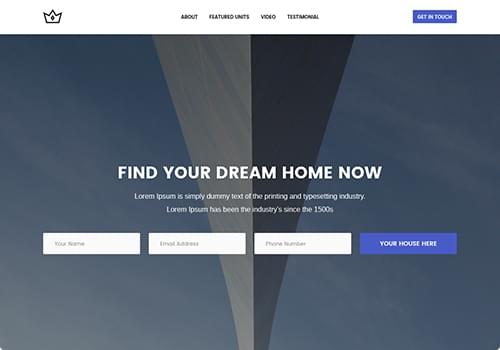 ABOUT FEATURED UNITS VIDEO TESTIMONIAL GET IN TOUCH
FIND YOUR DREAM HOME NOW
Lorem Ipsum is simply dummy text of the printing and typesetting industry.
Lorem Ipsum has been the industry's since the 1500s
Your Name Email Address Phone Number YOUR HOUSE HERE